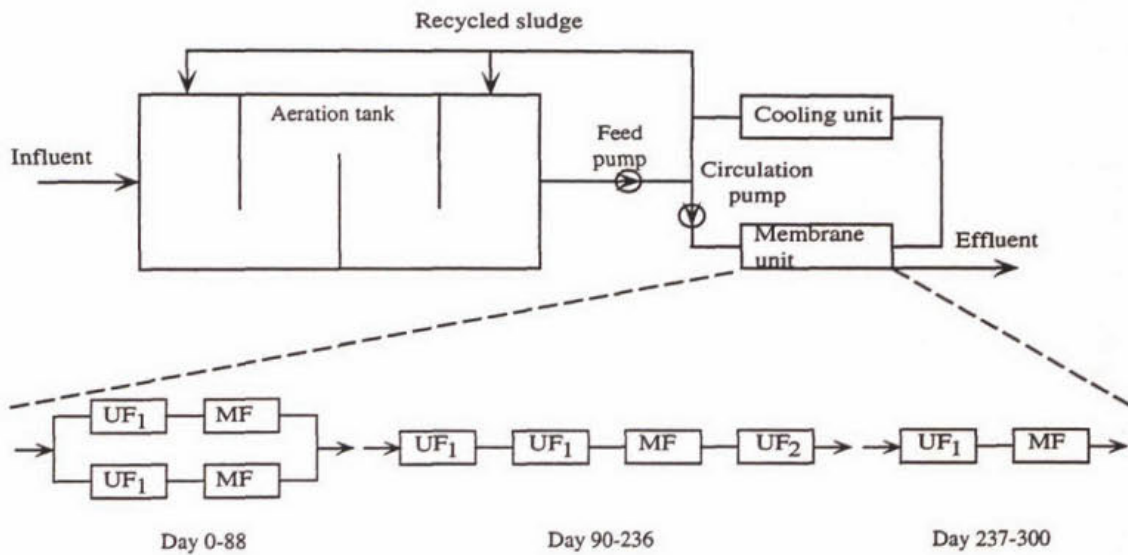 Recycled sludge
Aeration tank
Cooling unit
Influent
Feed
pump
Circulation
pump
Membrane
unit
Effluent
UF1
MF
UF1
MF
UF1
UF1
MF
UF2
UF1
MF
Day 0-88
Day 90-236
Day 237-300